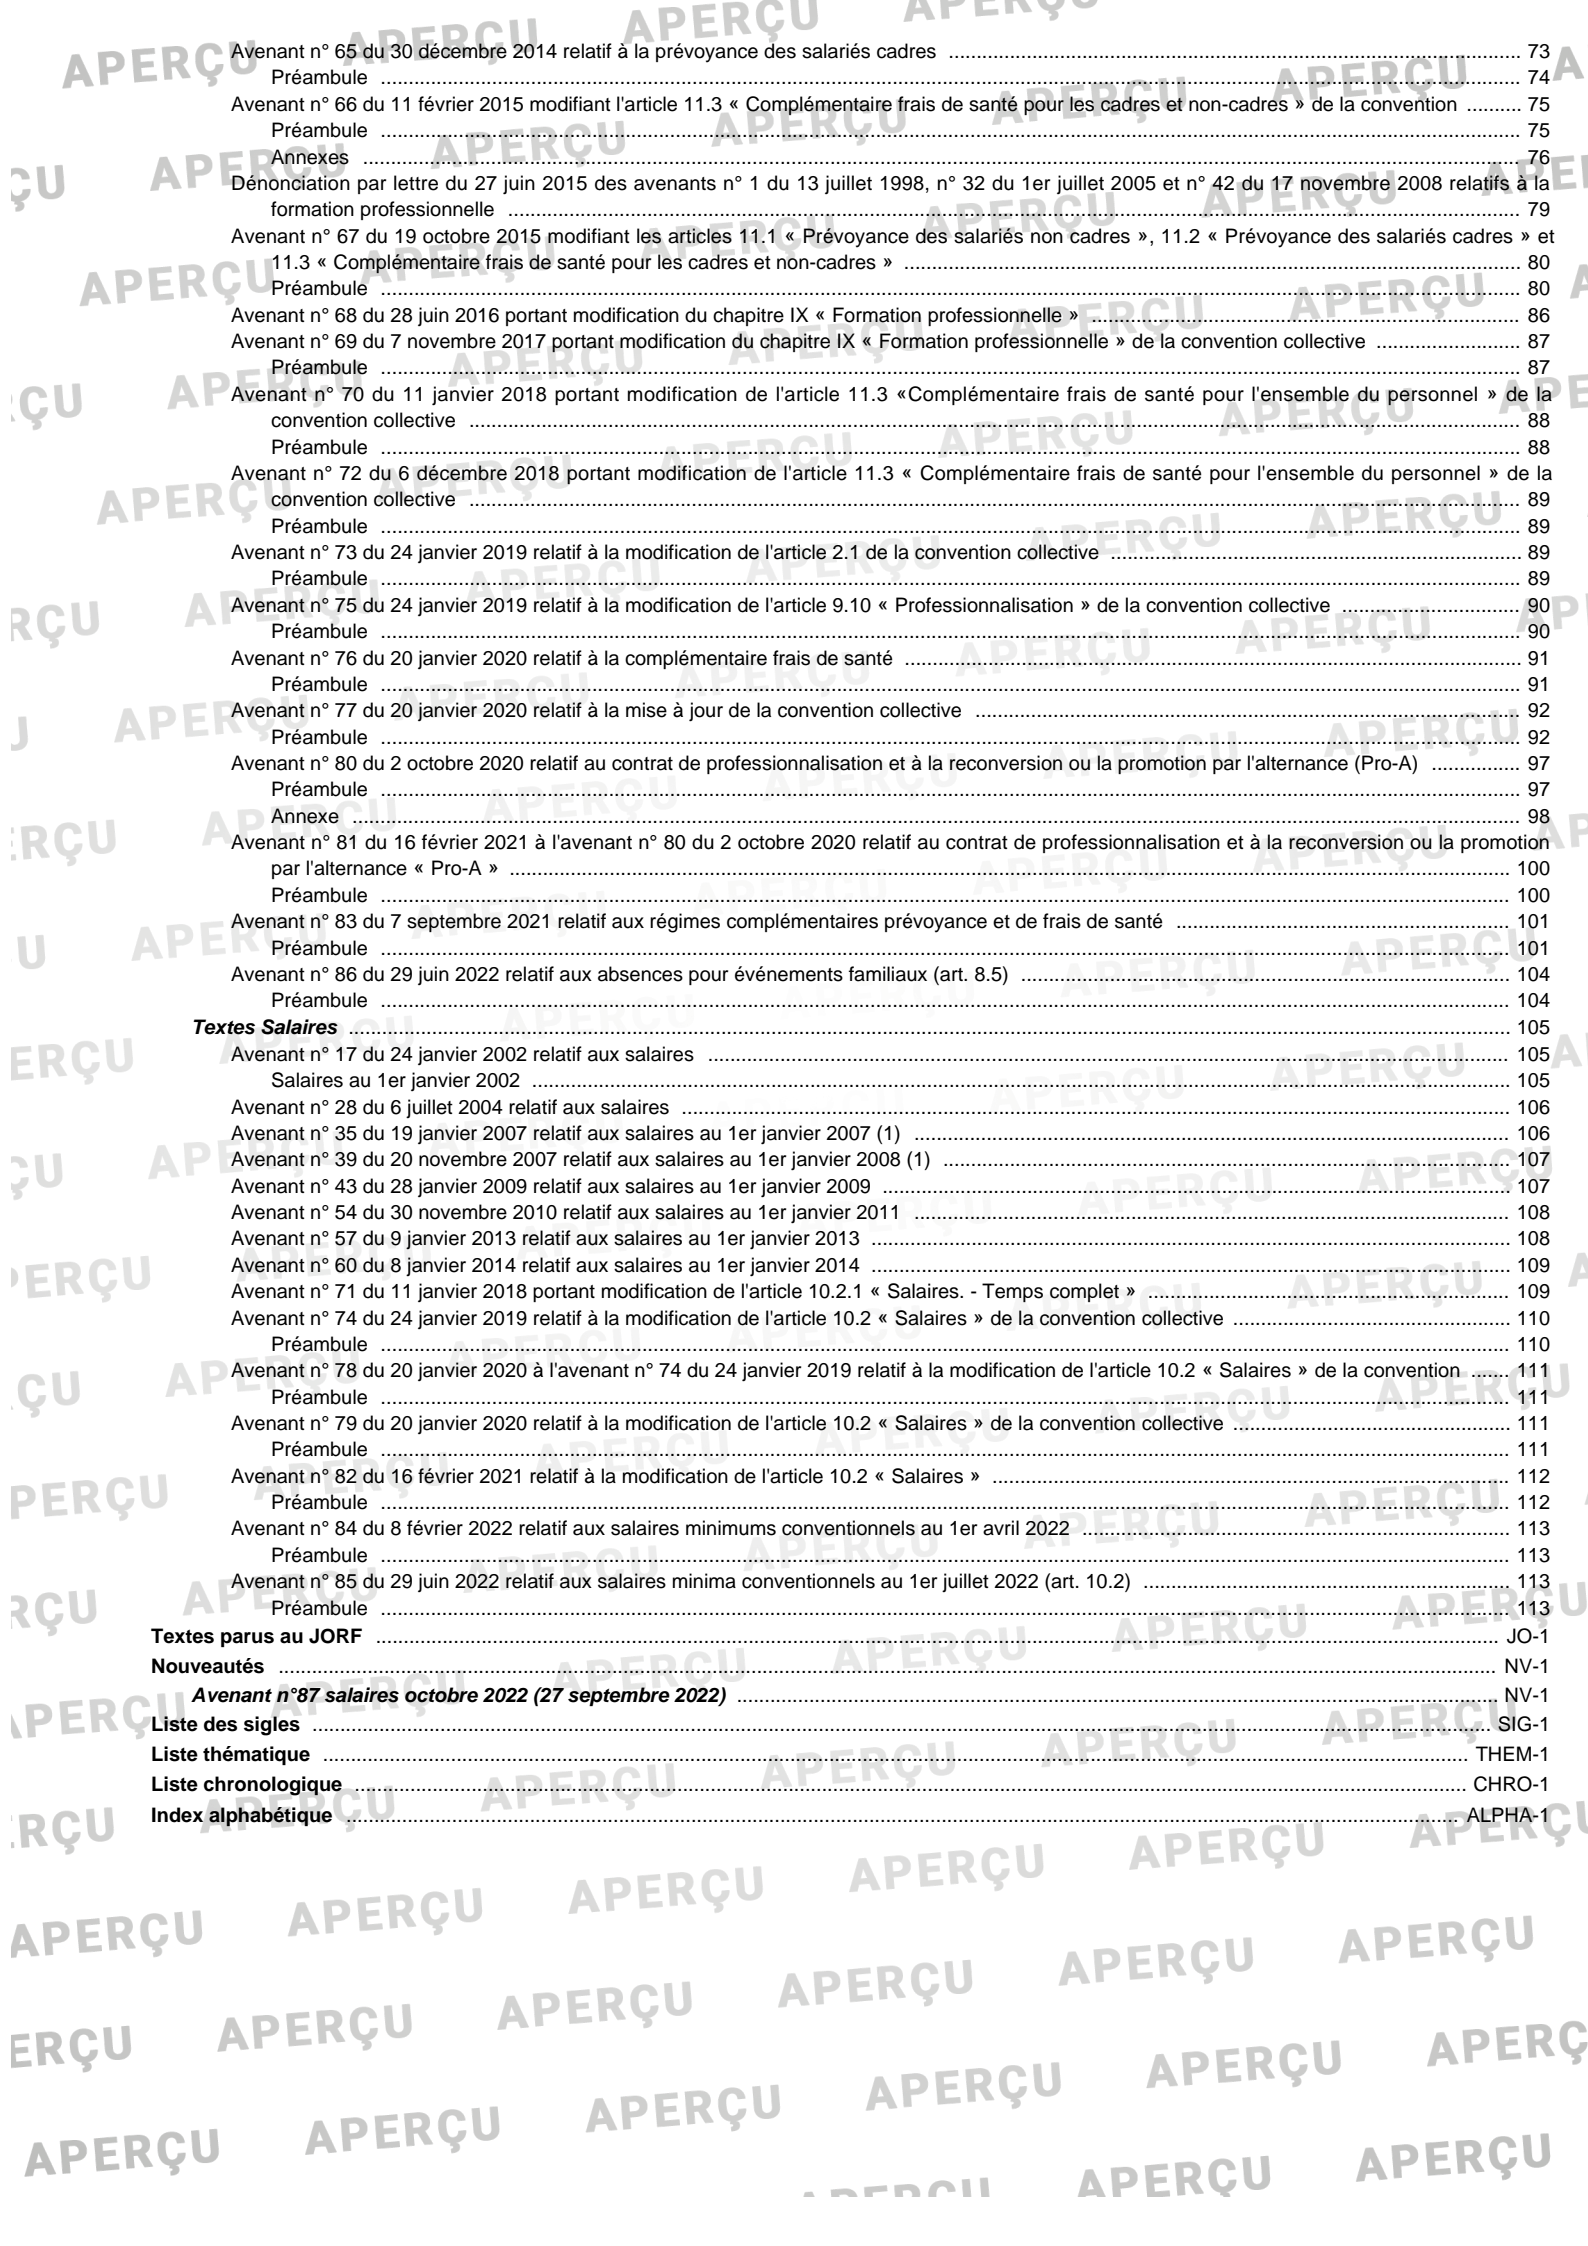 Avenant n° 65 du 30 décembre 2014 relatif à la prévoyance des salariés cadres ........ 73
Préambule ........ 74
Avenant n° 66 du 11 février 2015 modifiant l'article 11.3 « Complémentaire frais de santé pour les cadres et non-cadres » de la convention ......... 75
Préambule ........ 75
Annexes ........ 76
Dénonciation par lettre du 27 juin 2015 des avenants n° 1 du 13 juillet 1998, n° 32 du 1er juillet 2005 et n° 42 du 17 novembre 2008 relatifs à la
formation professionnelle ........ 79
Avenant n° 67 du 19 octobre 2015 modifiant les articles 11.1 « Prévoyance des salariés non cadres », 11.2 « Prévoyance des salariés cadres » et
11.3 « Complémentaire frais de santé pour les cadres et non-cadres » ........ 80
Préambule ........ 80
Avenant n° 68 du 28 juin 2016 portant modification du chapitre IX « Formation professionnelle » ........ 86
Avenant n° 69 du 7 novembre 2017 portant modification du chapitre IX « Formation professionnelle » de la convention collective ........ 87
Préambule ........ 87
Avenant n° 70 du 11 janvier 2018 portant modification de l'article 11.3 «Complémentaire frais de santé pour l'ensemble du personnel » de la
convention collective ........ 88
Préambule ........ 88
Avenant n° 72 du 6 décembre 2018 portant modification de l'article 11.3 « Complémentaire frais de santé pour l'ensemble du personnel » de la
convention collective ........ 89
Préambule ........ 89
Avenant n° 73 du 24 janvier 2019 relatif à la modification de l'article 2.1 de la convention collective ........ 89
Préambule ........ 89
Avenant n° 75 du 24 janvier 2019 relatif à la modification de l'article 9.10 « Professionnalisation » de la convention collective ........ 90
Préambule ........ 90
Avenant n° 76 du 20 janvier 2020 relatif à la complémentaire frais de santé ........ 91
Préambule ........ 91
Avenant n° 77 du 20 janvier 2020 relatif à la mise à jour de la convention collective ........ 92
Préambule ........ 92
Avenant n° 80 du 2 octobre 2020 relatif au contrat de professionnalisation et à la reconversion ou la promotion par l'alternance (Pro-A) ........ 97
Préambule ........ 97
Annexe ........ 98
Avenant n° 81 du 16 février 2021 à l'avenant n° 80 du 2 octobre 2020 relatif au contrat de professionnalisation et à la reconversion ou la promotion
par l'alternance « Pro-A » ........ 100
Préambule ........ 100
Avenant n° 83 du 7 septembre 2021 relatif aux régimes complémentaires prévoyance et de frais de santé ........ 101
Préambule ........ 101
Avenant n° 86 du 29 juin 2022 relatif aux absences pour événements familiaux (art. 8.5) ........ 104
Préambule ........ 104
Textes Salaires ........ 105
Avenant n° 17 du 24 janvier 2002 relatif aux salaires ........ 105
Salaires au 1er janvier 2002 ........ 105
Avenant n° 28 du 6 juillet 2004 relatif aux salaires ........ 106
Avenant n° 35 du 19 janvier 2007 relatif aux salaires au 1er janvier 2007 (1) ........ 106
Avenant n° 39 du 20 novembre 2007 relatif aux salaires au 1er janvier 2008 (1) ........ 107
Avenant n° 43 du 28 janvier 2009 relatif aux salaires au 1er janvier 2009 ........ 107
Avenant n° 54 du 30 novembre 2010 relatif aux salaires au 1er janvier 2011 ........ 108
Avenant n° 57 du 9 janvier 2013 relatif aux salaires au 1er janvier 2013 ........ 108
Avenant n° 60 du 8 janvier 2014 relatif aux salaires au 1er janvier 2014 ........ 109
Avenant n° 71 du 11 janvier 2018 portant modification de l'article 10.2.1 « Salaires. - Temps complet » ........ 109
Avenant n° 74 du 24 janvier 2019 relatif à la modification de l'article 10.2 « Salaires » de la convention collective ........ 110
Préambule ........ 110
Avenant n° 78 du 20 janvier 2020 à l'avenant n° 74 du 24 janvier 2019 relatif à la modification de l'article 10.2 « Salaires » de la convention ....... 111
Préambule ........ 111
Avenant n° 79 du 20 janvier 2020 relatif à la modification de l'article 10.2 « Salaires » de la convention collective ........ 111
Préambule ........ 111
Avenant n° 82 du 16 février 2021 relatif à la modification de l'article 10.2 « Salaires » ........ 112
Préambule ........ 112
Avenant n° 84 du 8 février 2022 relatif aux salaires minimums conventionnels au 1er avril 2022 ........ 113
Préambule ........ 113
Avenant n° 85 du 29 juin 2022 relatif aux salaires minima conventionnels au 1er juillet 2022 (art. 10.2) ........ 113
Préambule ........ 113
Textes parus au JORF ........ JO-1
Nouveautés ........ NV-1
Avenant n°87 salaires octobre 2022 (27 septembre 2022) ........ NV-1
Liste des sigles ........ SIG-1
Liste thématique ........ THEM-1
Liste chronologique ........ CHRO-1
Index alphabétique ........ ALPHA-1
APERÇU